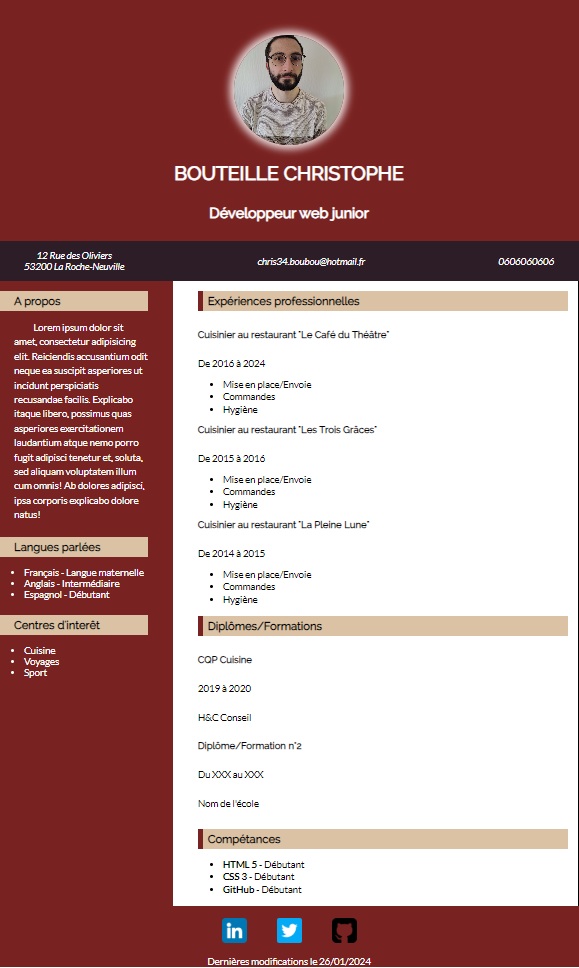 BOUTEILLE CHRISTOPHE
Développeur web junior
12 Rue des Oliviers
53200 La Roche-Neuville
chris34.boubou@hotmail.fr
0606060606
A propos
Lorem ipsum dolor sit
amet, consectetur adipisicing
elit. Reiciendis accusantium odit
neque ea suscipit asperiores ut
incidunt perspiciatis
recusandae facilis. Explicabo
itaque libero, possimus quas
asperiores exercitationem
laudantium atque nemo porro
fugit adipisci tenetur et, soluta,
sed aliquam voluptatem illum
cum omnis! Ab dolores adipisci,
ipsa corporis explicabo dolore
natus!
Langues parlées
Français - Langue maternelle
Anglais - Intermédiaire
Espagnol - Débutant
Centres d'interêt
Cuisine
Voyages
Sport
Expériences professionnelles
Cuisinier au restaurant "Le Café du Théâtre"
De 2016 à 2024
Mise en place/Envoie
Commandes
Hygiène
Cuisinier au restaurant "Les Trois Grâces"
De 2015 à 2016
Mise en place/Envoie
Commandes
Hygiène
Cuisinier au restaurant "La Pleine Lune"
De 2014 à 2015
Mise en place/Envoie
Commandes
Hygiène
Diplômes/Formations
CQP Cuisine
2019 à 2020
H&C Conseil
Diplôme/Formation n°2
Du XXX au XXX
Nom de l'école
Compétances
HTML 5 - Débutant
CSS 3 - Débutant
GitHub - Débutant
in
Dernières modifications le 26/01/2024